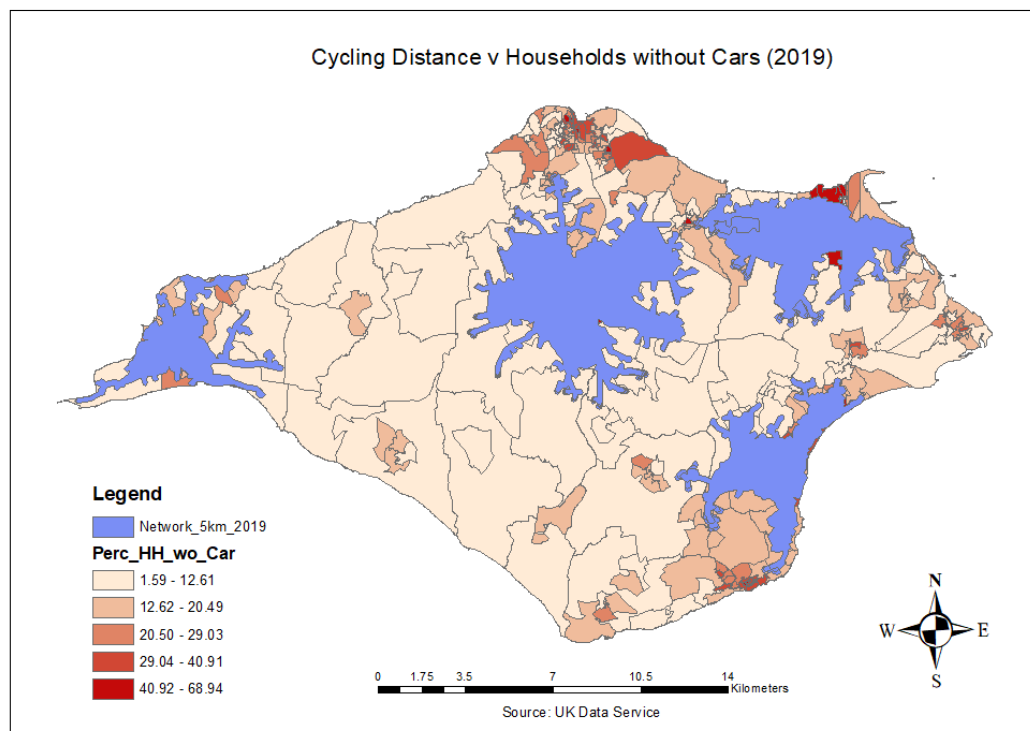 Cycling Distance v Households without Cars (2019)
Legend
Network_5km_2019
Perc_HH_wo_Car
1.59 - 12.61
12.62 - 20.49
20.50 - 29.03
29.04 - 40.91
40.92 - 68.94
0 1.75 3.5 7 10.5 14
Kilometers
Source: UK Data Service
N
W E
S